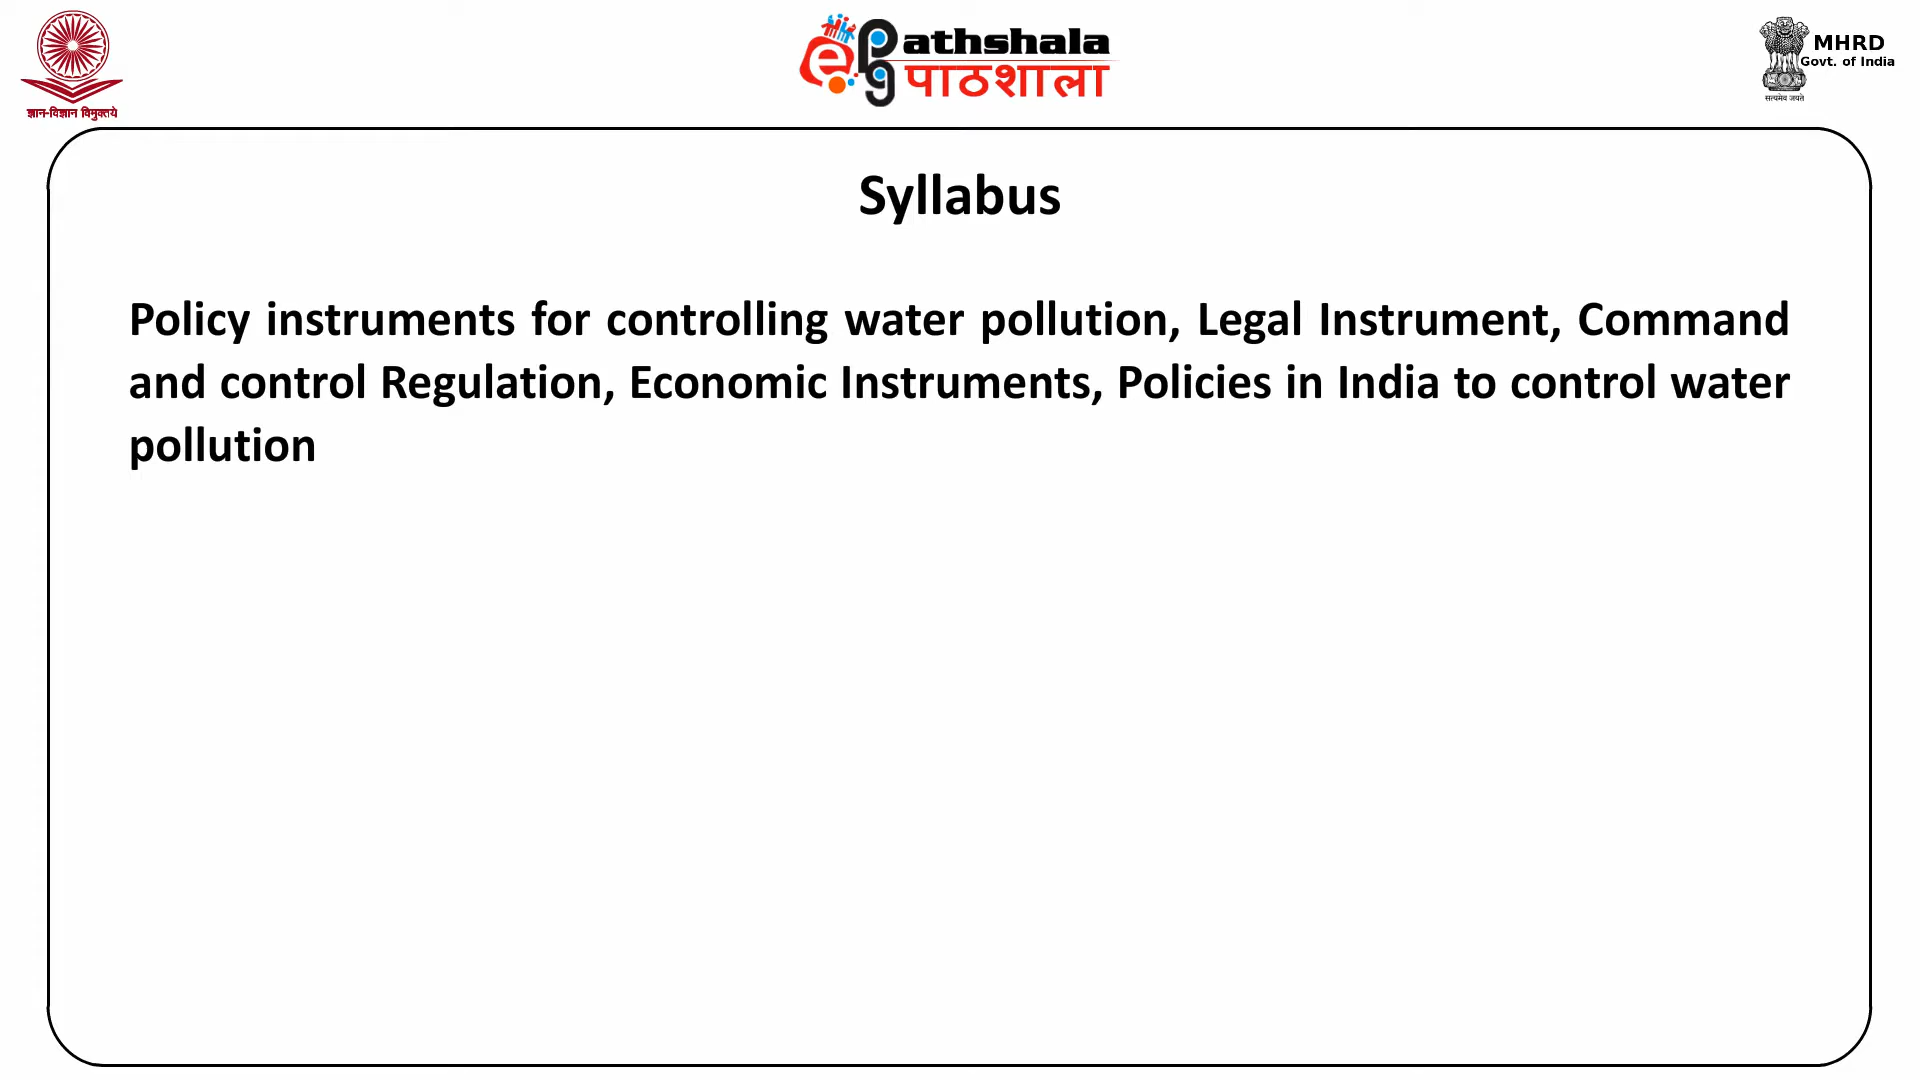 ज्ञान-विज्ञान विमुक्तये
e pg athshala
पाठशाला
MHRD
Govt. of India
सत्यमेव जयते
Syllabus
Policy instruments for controlling water pollution, Legal Instrument, Command
and control Regulation, Economic Instruments, Policies in India to control water
pollution